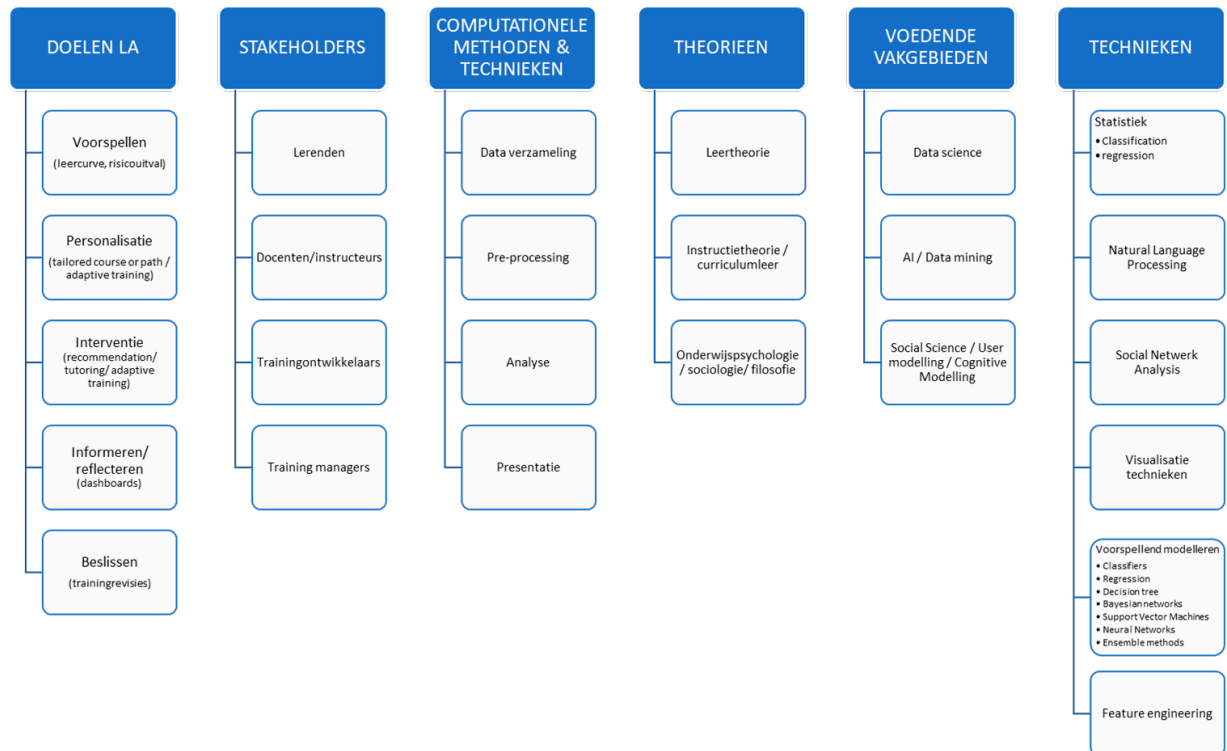 DOELEN LA
Voorspellen
(leercurve, risicouitval)
Personalisatie
(tailored course or path /
adaptive training)
Interventie
(recommendation/
tutoring/ adaptive
training)
Informeren/
reflecteren
(dashboards)
Beslissen
(trainingrevisies)
STAKEHOLDERS
Lerenden
Docenten/instructeurs
Trainingontwikkelaars
Training managers
COMPUTATIONELE
METHODEN &
TECHNIEKEN
Data verzameling
Pre-processing
Analyse
Presentatie
THEORIEEN
Leertheorie
Instructietheorie /
curriculumleer
Onderwijspsychologie
/ sociologie/ filosofie
VOEDENDE
VAKGEBIEDEN
Data science
AI / Data mining
Social Science / User
modelling / Cognitive
Modelling
TECHNIEKEN
Statistiek
• Classification
• regression
Natural Language
Processing
Social Netwerk
Analysis
Visualisatie
technieken
Voorspellend modelleren
• Classifiers
• Regression
• Decision tree
• Bayesian networks
• Support Vector Machines
• Neural Networks
• Ensemble methods
Feature engineering